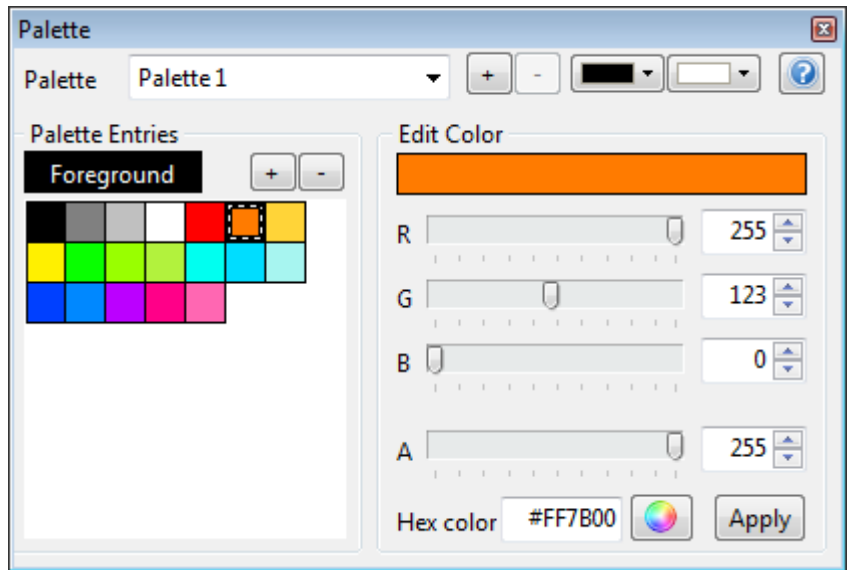 Palette
Palette Palette 1 + - ?
Palette Entries
Foreground + -
Edit Color
R 255
G 123
B 0
A 255
Hex color #FF7B00 Apply